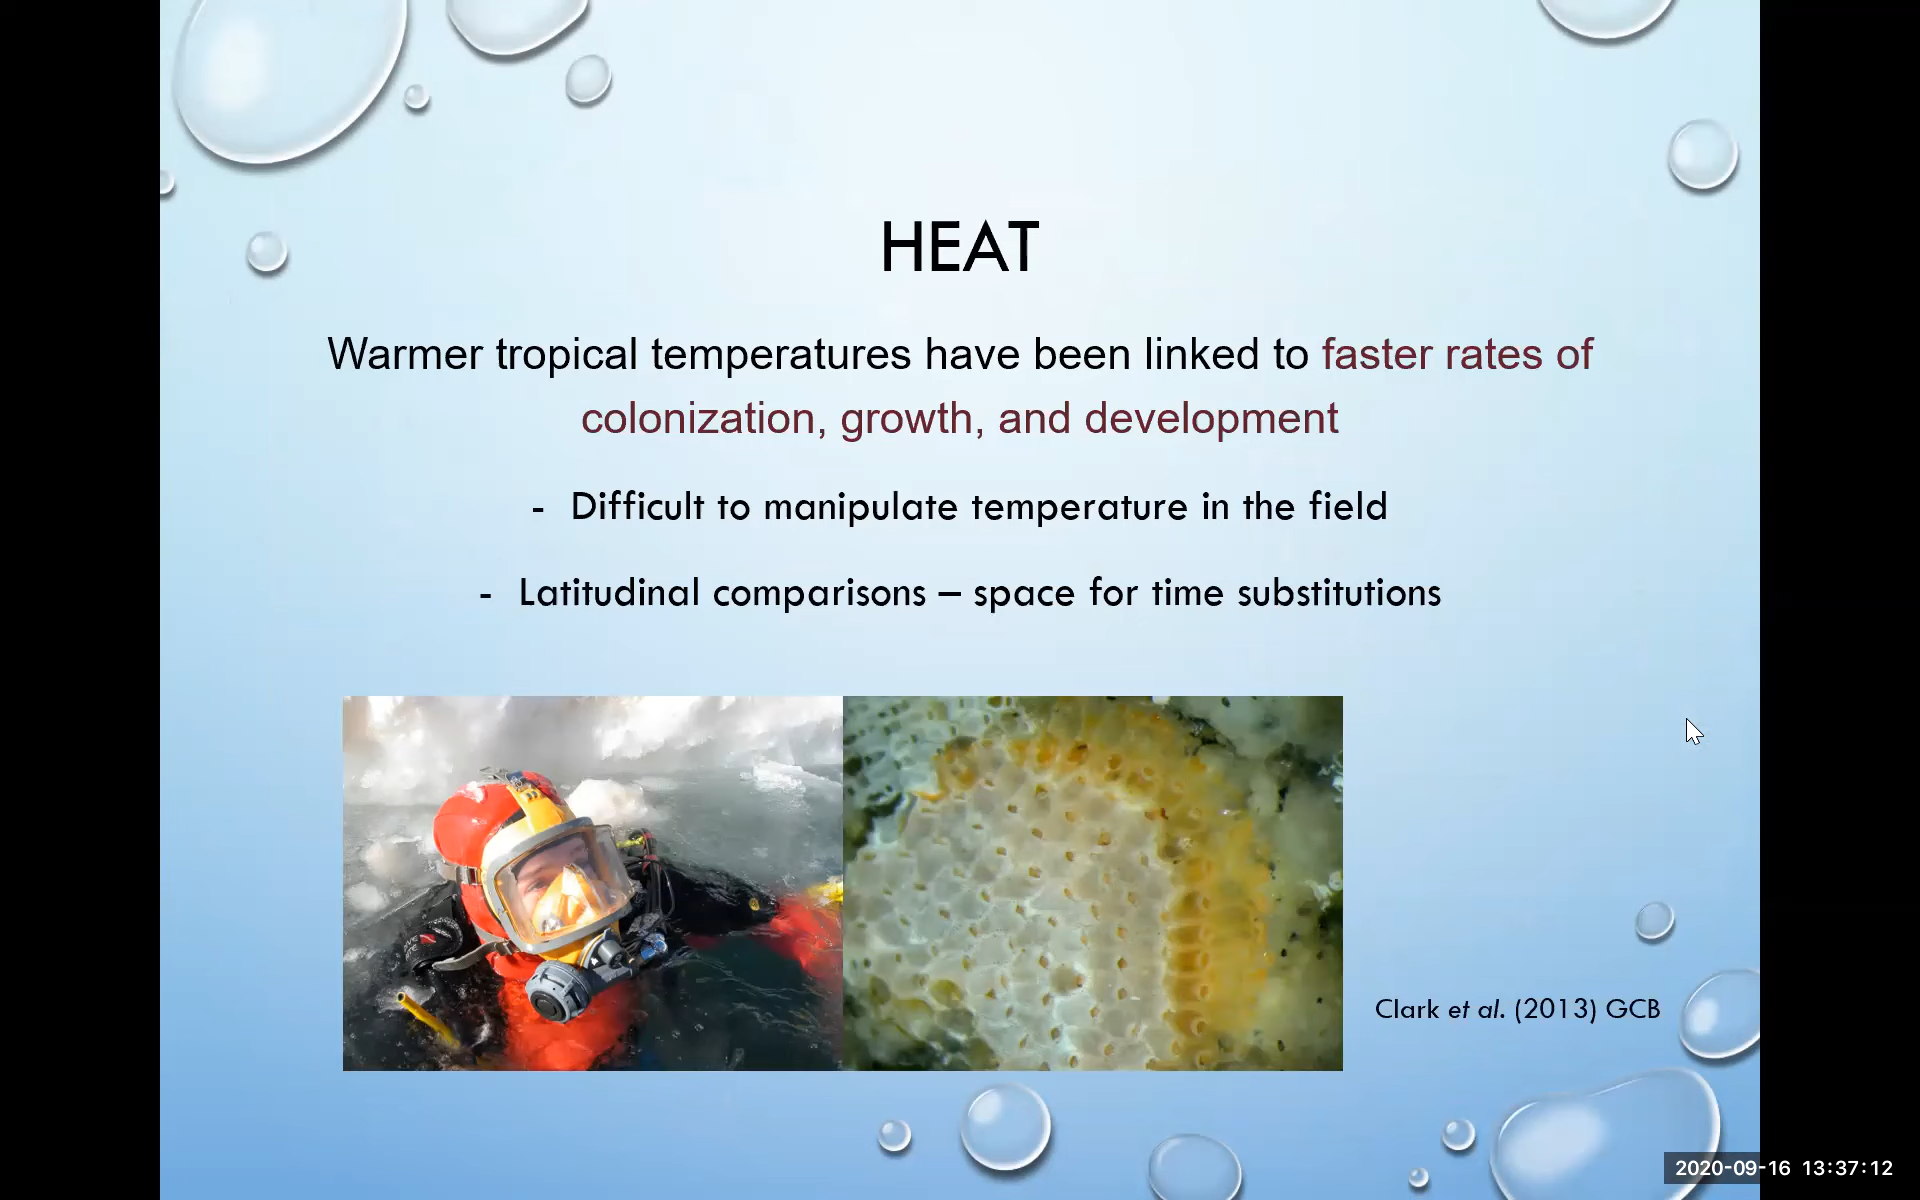 HEAT
Warmer tropical temperatures have been linked to faster rates of
colonization, growth, and development
- Difficult to manipulate temperature in the field
- Latitudinal comparisons – space for time substitutions
Clark et al. (2013) GCB
2020-09-16 13:37:12